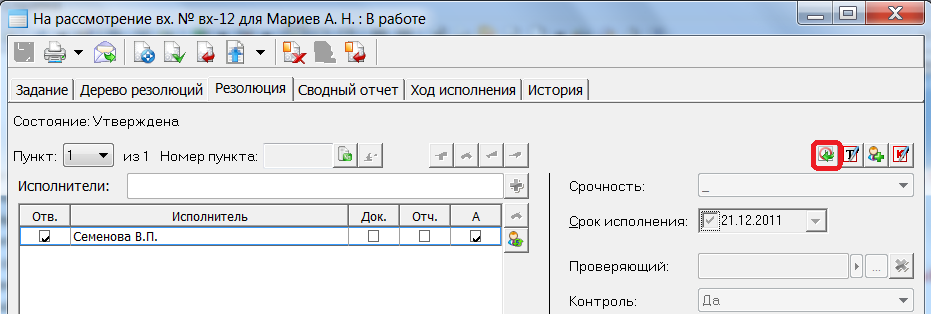 На рассмотрение вх. № вх-12 для Мариев А. Н. : В работе
Задание Дерево резолюций Резолюция Сводный отчет Ход исполнения История
Состояние: Утверждена
Пункт: 1 из 1 Номер пункта:
Исполнители:
Срочность: _
Отв. Исполнитель Док. Отч. А
Срок исполнения: 21.12.2011
Семенова В.П.
Проверяющий: ...
Контроль: Да